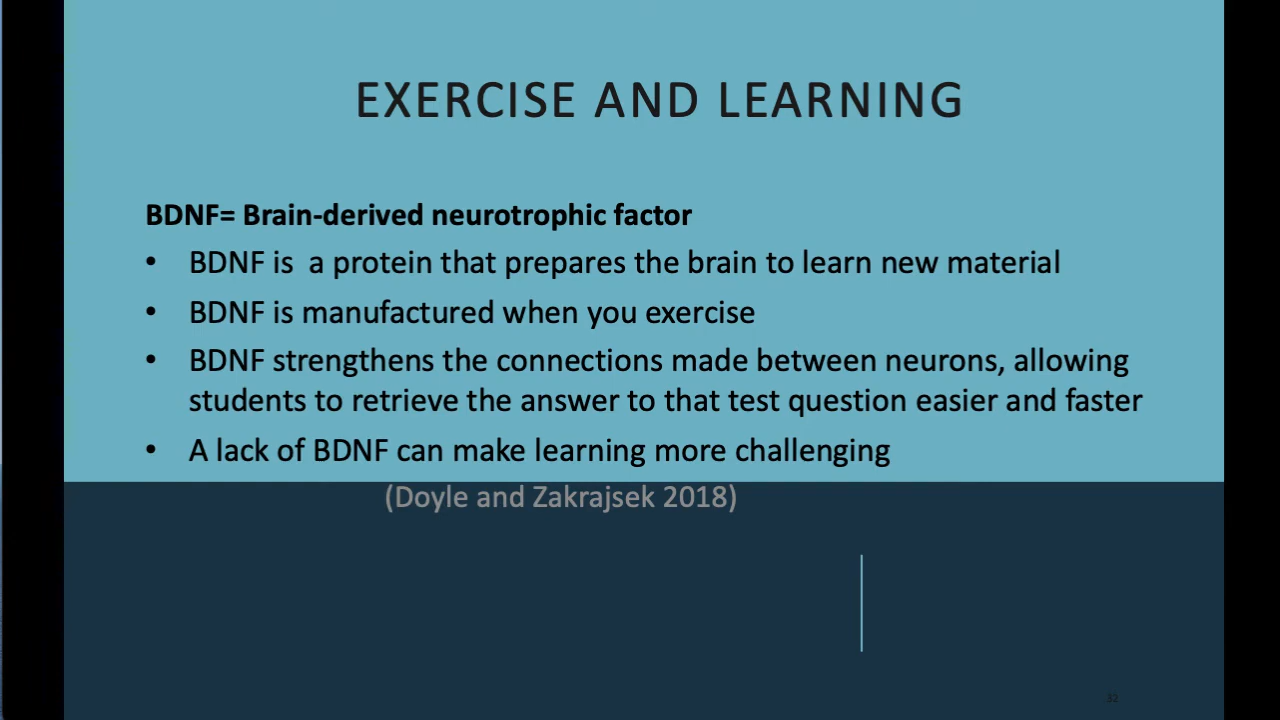 EXERCISE AND LEARNING
BDNF= Brain-derived neurotrophic factor
• BDNF is  a protein that prepares the brain to learn new material
• BDNF is manufactured when you exercise
• BDNF strengthens the connections made between neurons, allowing
students to retrieve the answer to that test question easier and faster
• A lack of BDNF can make learning more challenging
(Doyle and Zakrajsek 2018)
32